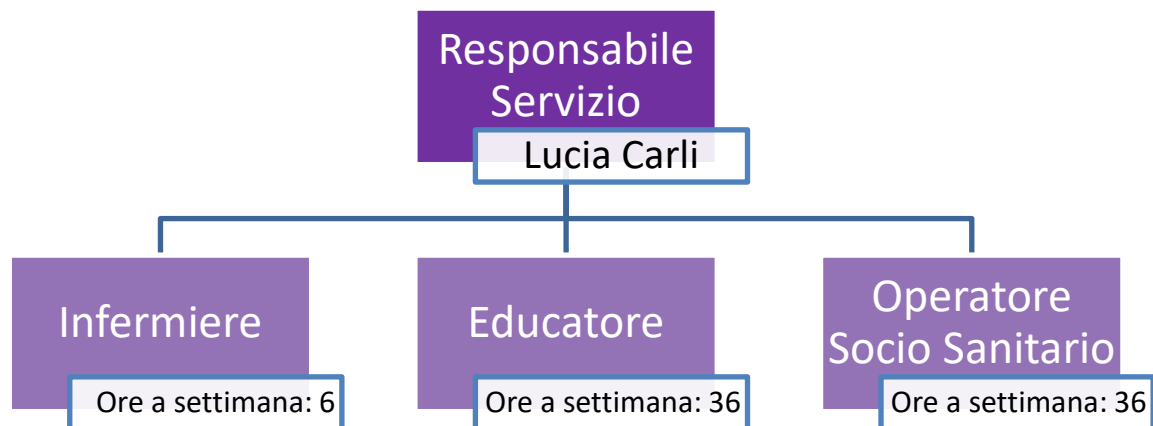 Responsabile
Servizio
Lucia Carli
Infermiere
Ore a settimana: 6
Educatore
Ore a settimana: 36
Operatore
Socio Sanitario
Ore a settimana: 36